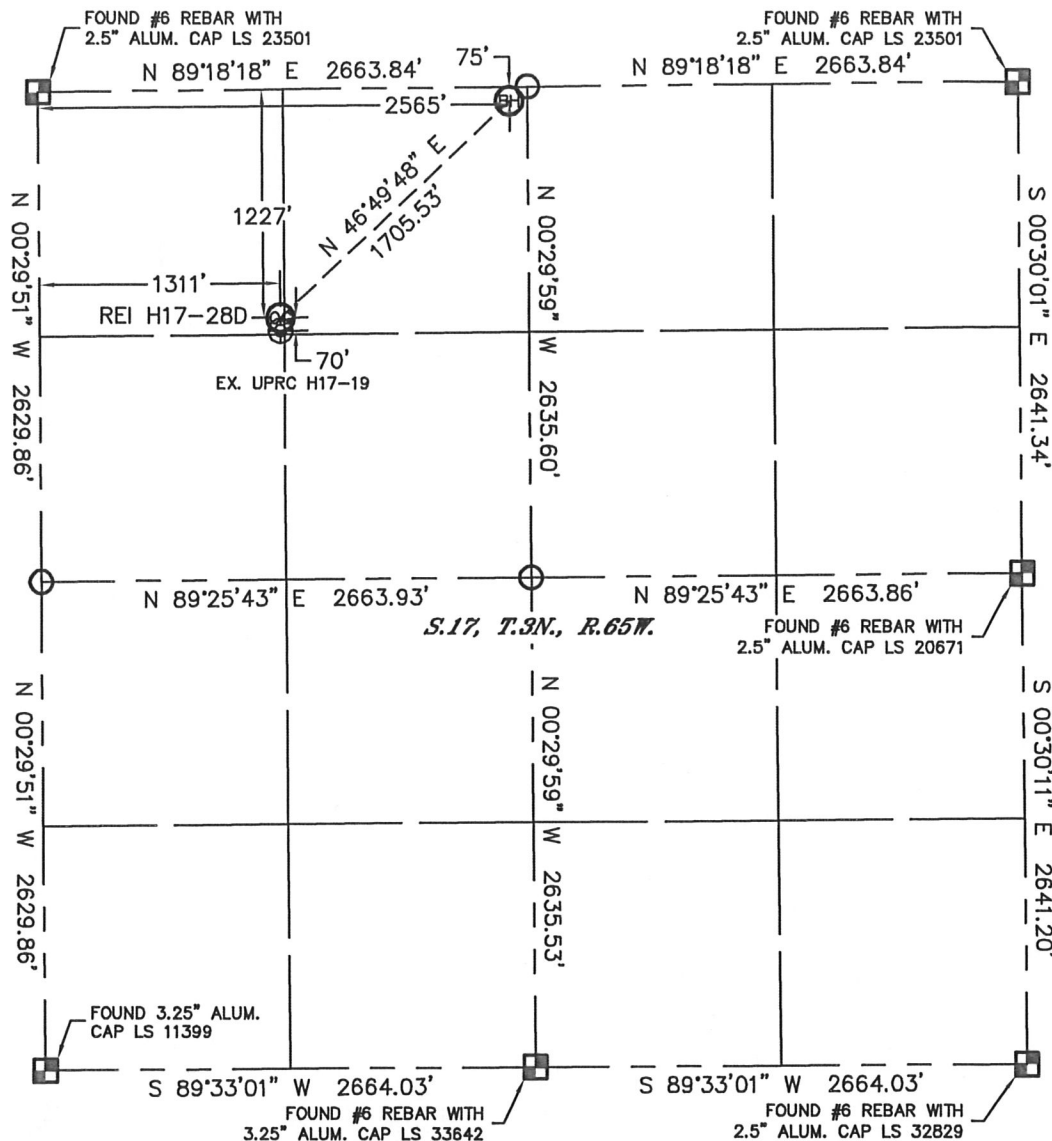 FOUND #6 REBAR WITH
2.5" ALUM. CAP LS 23501
FOUND #6 REBAR WITH
2.5" ALUM. CAP LS 23501
N 89°18'18" E 2663.84'
75'
N 89°18'18" E 2663.84'
2565'
BH
N 46°49'48" E
1705.53'
1227'
1311'
REI H17-28D
70'
EX. UPRC H17-19
N 00°29'51" W 2629.86'
N 00°29'59" W 2635.60'
S 00°30'01" E 2641.34'
N 89°25'43" E 2663.93'
N 89°25'43" E 2663.86'
S.17, T.3N., R.65W.
FOUND #6 REBAR WITH
2.5" ALUM. CAP LS 20671
N 00°29'51" W 2629.86'
N 00°29'59" W 2635.53'
S 00°30'11" E 2641.20'
FOUND 3.25" ALUM.
CAP LS 11399
S 89°33'01" W 2664.03'
S 89°33'01" W 2664.03'
FOUND #6 REBAR WITH
3.25" ALUM. CAP LS 33642
FOUND #6 REBAR WITH
2.5" ALUM. CAP LS 32829